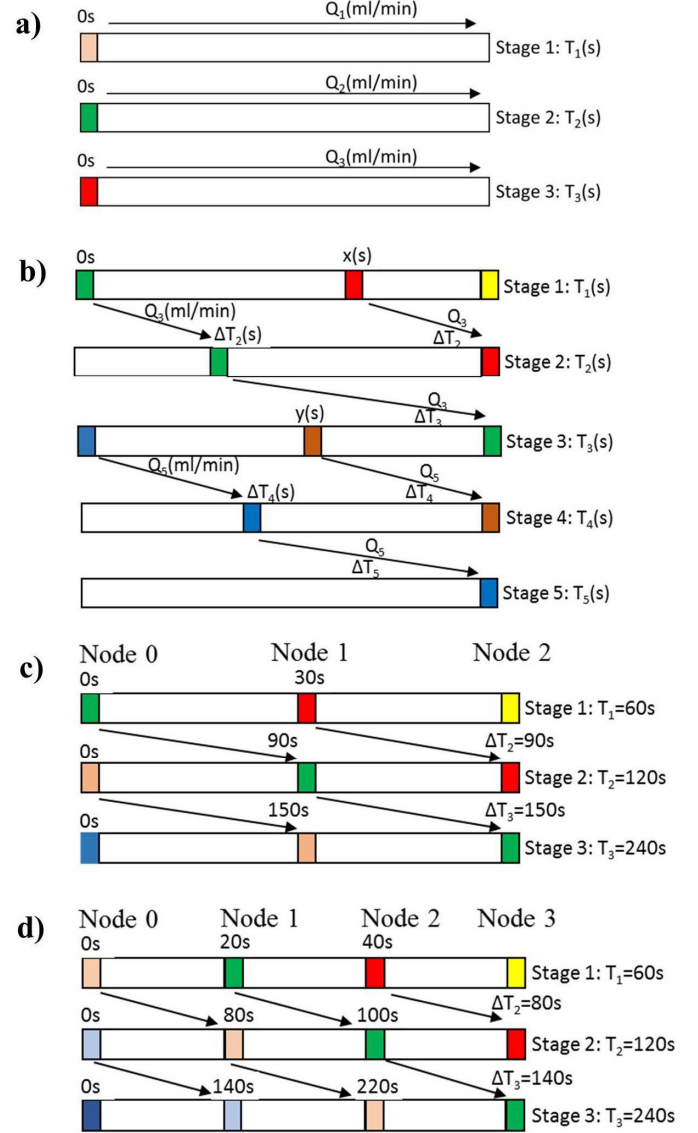 a)
0s
Q1(ml/min)
Stage 1: T1(s)
0s
Q2(ml/min)
Stage 2: T2(s)
0s
Q3(ml/min)
Stage 3: T3(s)
b)
0s
x(s)
Stage 1: T1(s)
Q3(ml/min)
ΔT2(s)
Q3
ΔT2
Stage 2: T2(s)
Q3
ΔT3
y(s)
Stage 3: T3(s)
Q5(ml/min)
ΔT4(s)
Q5
ΔT4
Stage 4: T4(s)
Q5
ΔT5
Stage 5: T5(s)
c)
Node 0 Node 1 Node 2
0s 30s
Stage 1: T1=60s
0s 90s ΔT2=90s
Stage 2: T2=120s
0s 150s ΔT3=150s
Stage 3: T3=240s
d)
Node 0 Node 1 Node 2 Node 3
0s 20s 40s
Stage 1: T1=60s
0s 80s 100s ΔT2=80s
Stage 2: T2=120s
0s 140s 220s ΔT3=140s
Stage 3: T3=240s